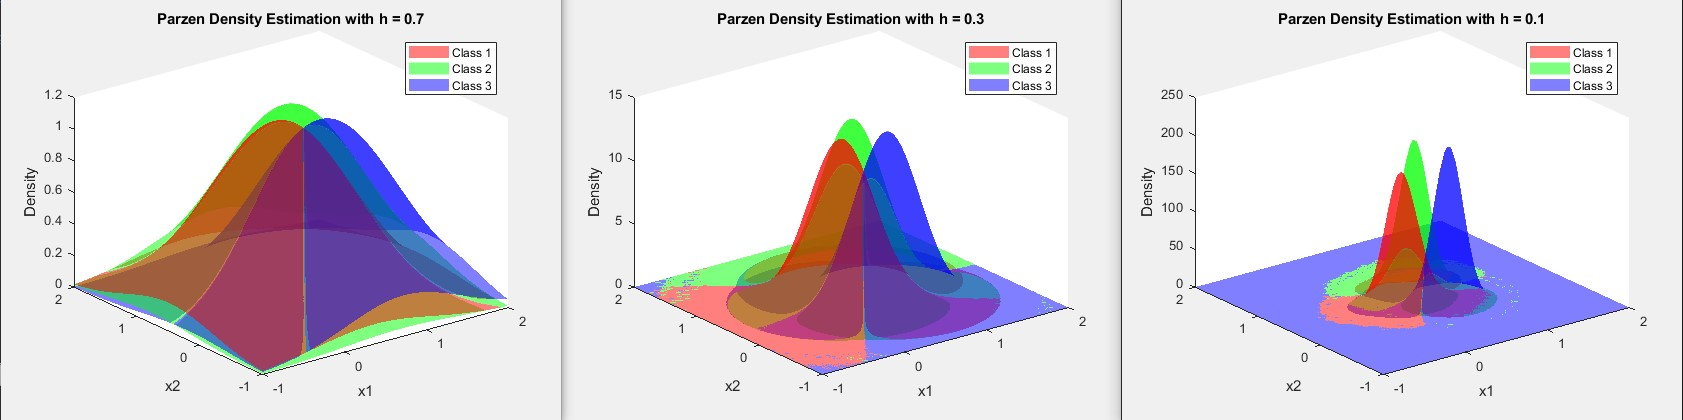 Parzen Density Estimation with h = 0.7
Class 1
Class 2
Class 3
1.2
1
0.8
0.6
0.4
0.2
0
Density
2
1
0
-1
x2
-1
0
1
2
x1
Parzen Density Estimation with h = 0.3
Class 1
Class 2
Class 3
15
10
5
0
Density
2
1
0
-1
x2
-1
0
1
2
x1
Parzen Density Estimation with h = 0.1
Class 1
Class 2
Class 3
250
200
150
100
50
0
Density
2
1
0
-1
x2
-1
0
1
2
x1